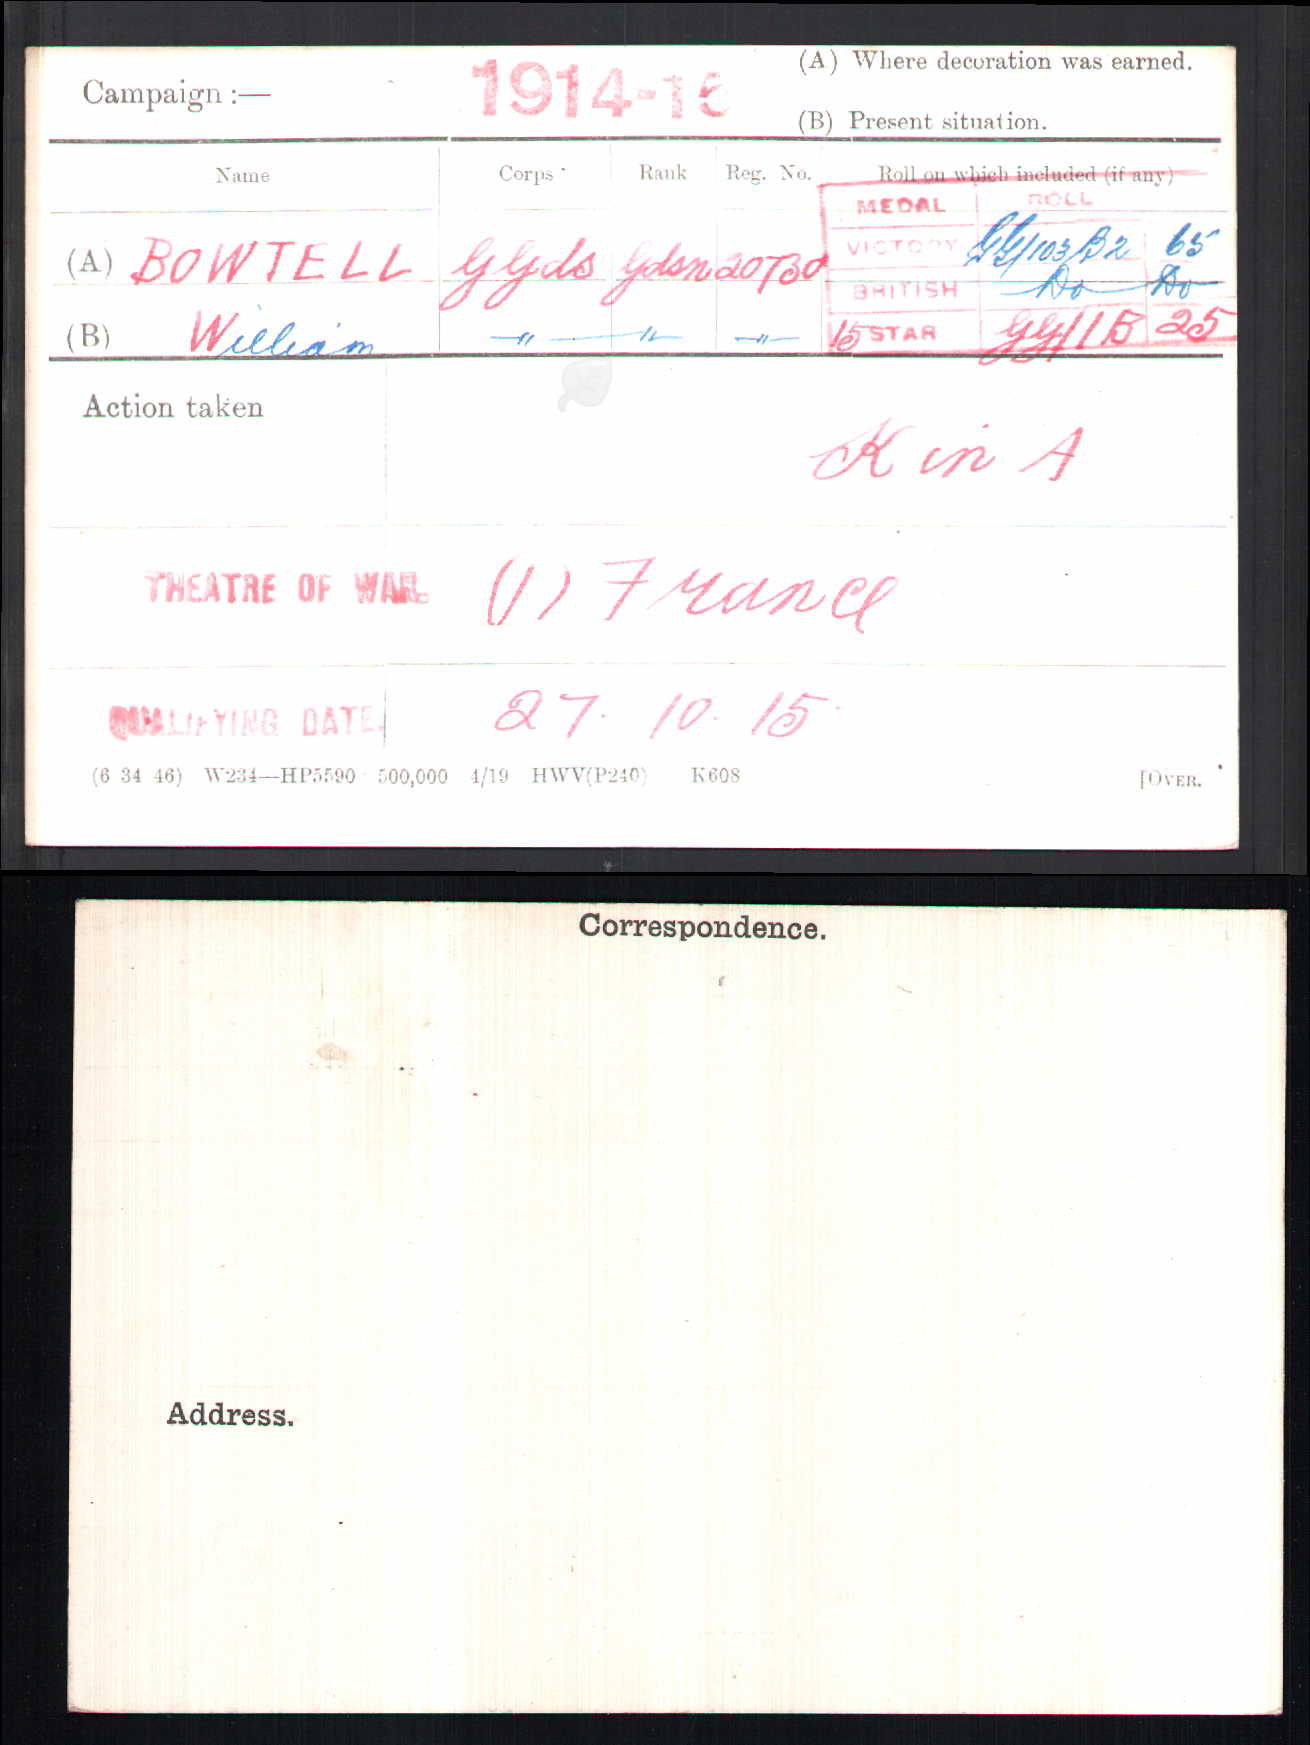 Campaign :— 1914-15 (A) Where decoration was earned.
(B) Present situation.
Name Corps Rank Reg. No. Roll on which included (if any)
MEDAL ROLL
(A) BOWTELL G Gds Gdsn VICTORY GG/103 B2 65
BRITISH Do Do
(B) William " " " 15 STAR GG/1 B 25
Action taken
K in A
THEATRE OF WAR. (1) France
QUALIFYING DATE. 27. 10. 15.
(6 34 46) W234—HP5590 500,000 4/19 HWV(P240) K608 [OVER.
Correspondence.
Address.